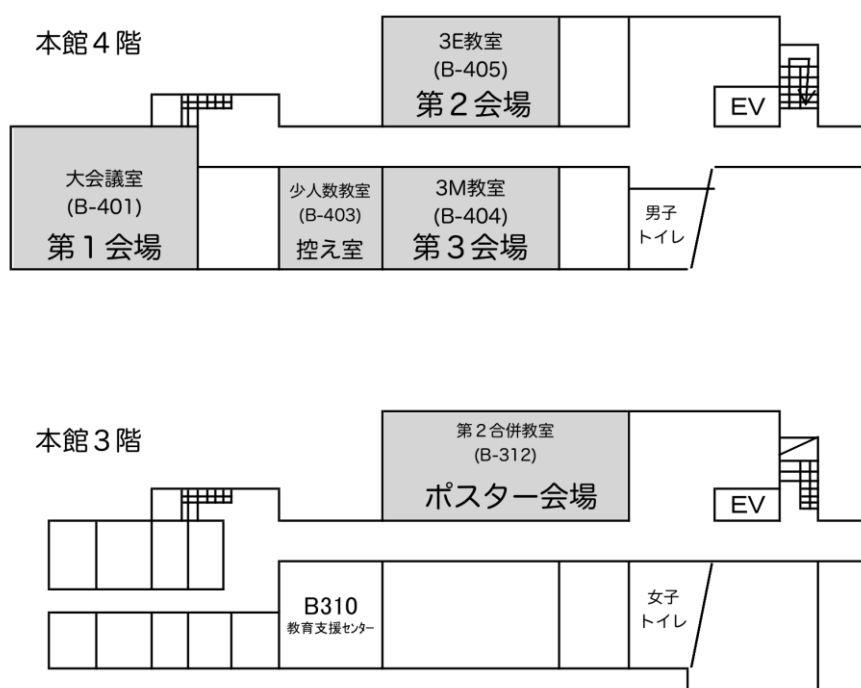 本館４階
3E教室
(B-405)
第２会場
EV
大会議室
(B-401)
第１会場
少人数教室
(B-403)
控え室
3M教室
(B-404)
第３会場
男子
トイレ
本館３階
第２合併教室
(B-312)
ポスター会場
EV
B310
教育支援ｾﾝﾀｰ
女子
トイレ